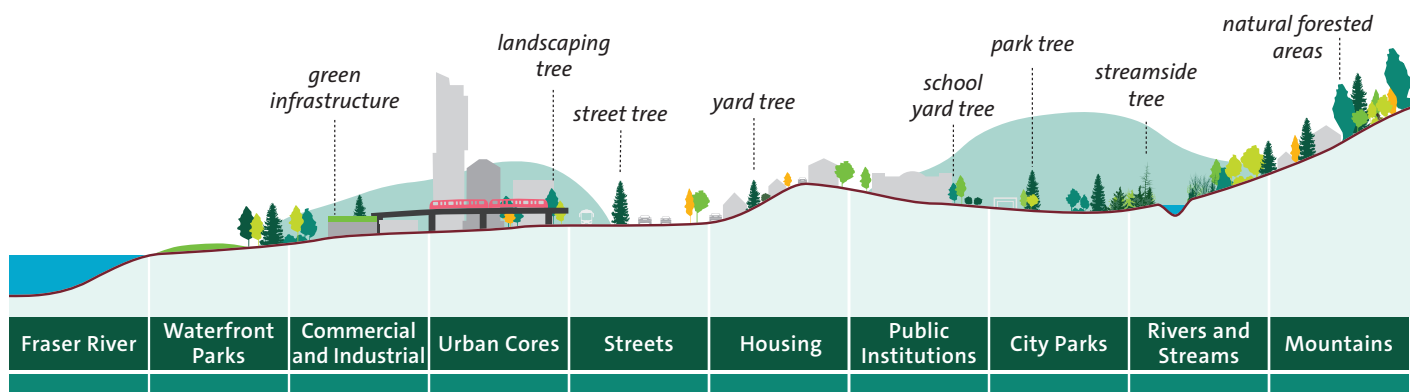 green
infrastructure
landscaping
tree
street tree
yard tree
school
yard tree
park tree
streamside
tree
natural forested
areas
Fraser River
Waterfront
Parks
Commercial
and Industrial
Urban Cores
Streets
Housing
Public
Institutions
City Parks
Rivers and
Streams
Mountains